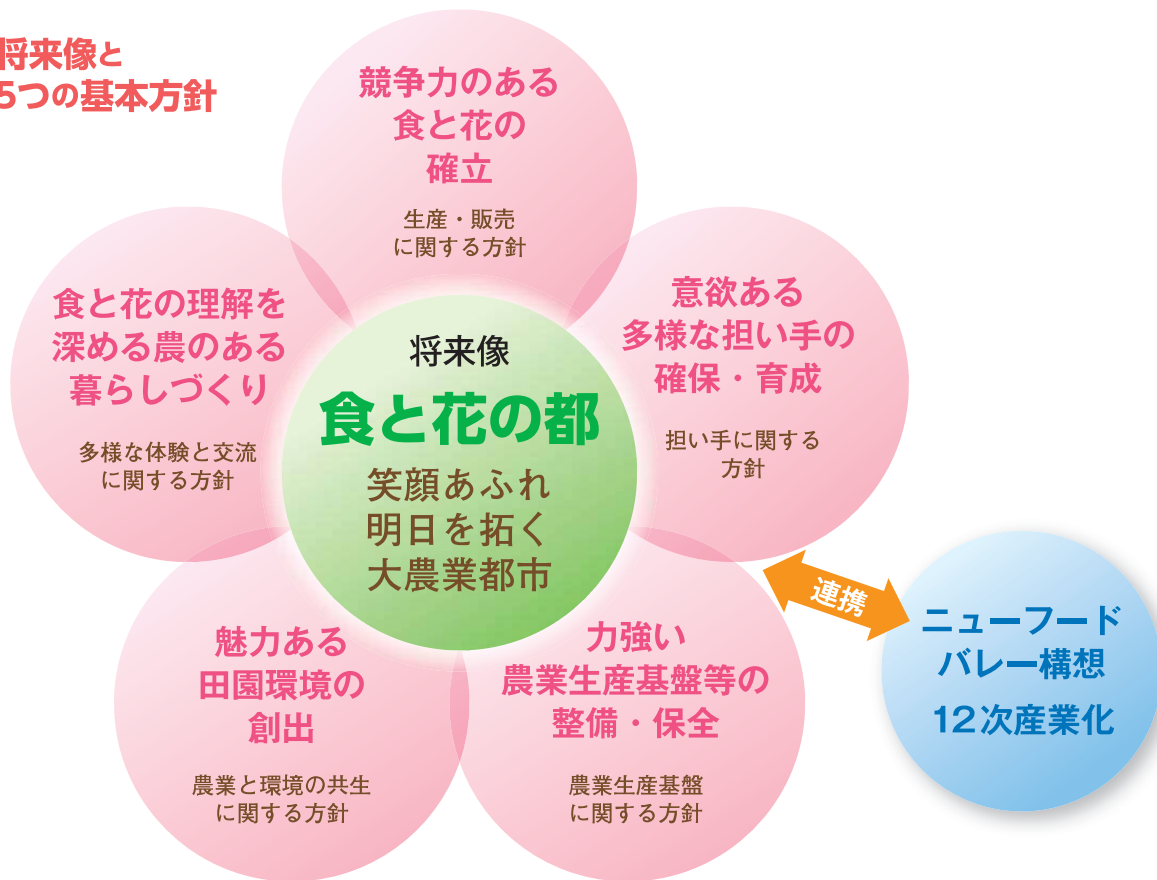 将来像と
5つの基本方針
競争力のある
食と花の
確立
生産・販売
に関する方針
意欲ある
多様な担い手の
確保・育成
担い手に関する
方針
力強い
農業生産基盤等の
整備・保全
農業生産基盤
に関する方針
魅力ある
田園環境の
創出
農業と環境の共生
に関する方針
食と花の理解を
深める農のある
暮らしづくり
多様な体験と交流
に関する方針
将来像
食と花の都
笑顔あふれ
明日を拓く
大農業都市
連携
ニューフード
バレー構想
12次産業化